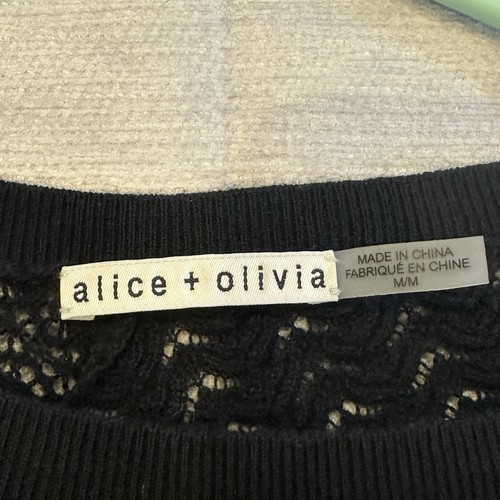 alice + olivia
MADE IN CHINA
FABRIQUÉ EN CHINE
M/M